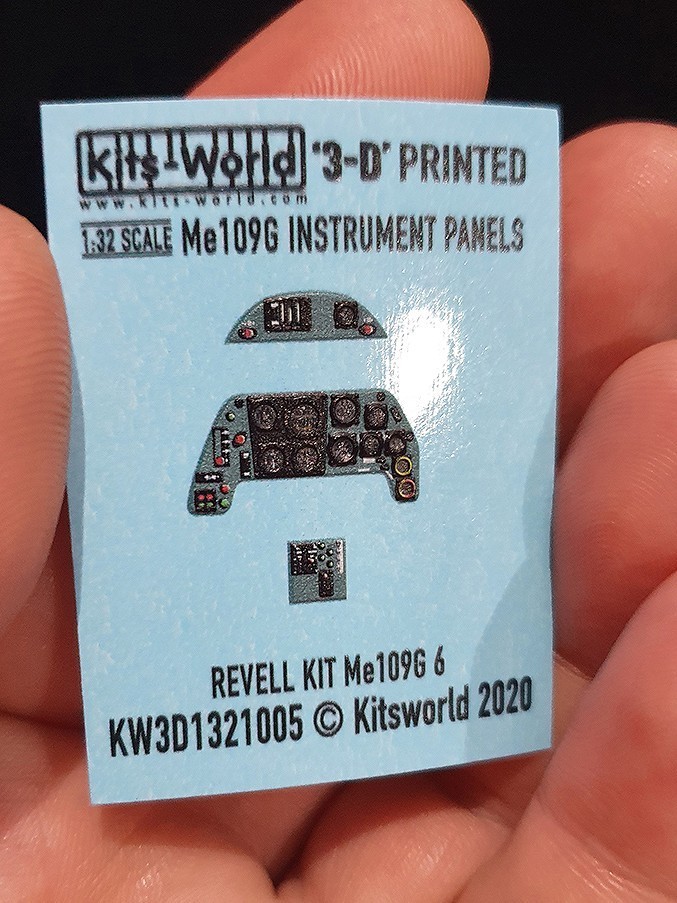 Kits-World '3-D' PRINTED
www.kits-world.com
1:32 SCALE Me109G INSTRUMENT PANELS
REVELL KIT Me109G 6
KW3D1321005 © Kitsworld 2020